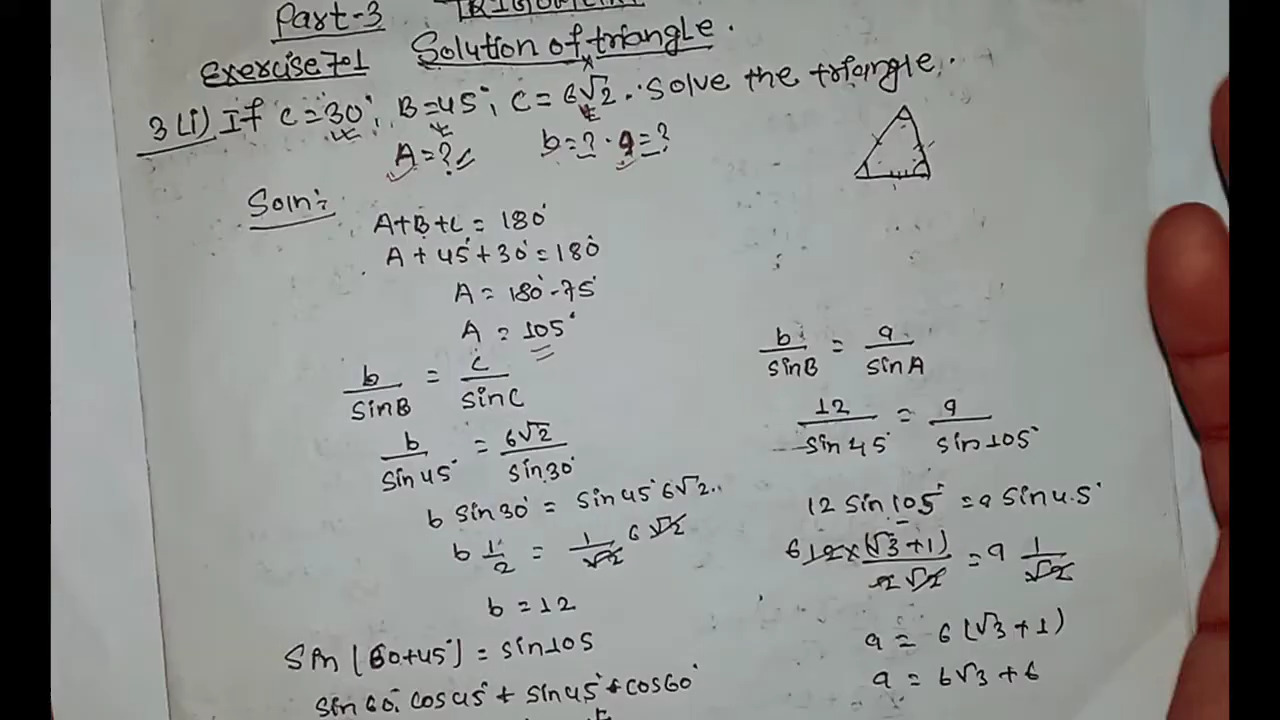 Part-3
Exercise 7.1 Solution of triangle.
3(i) If C=30°, B=45°, C=6√2. Solve the triangle.
A=? b=? a=?
Soln:
A+B+C=180°
A+45°+30°=180°
A=180°-75°
A=105°
b/sinB = c/sinC
b/sin45° = 6√2/sin30°
b sin30°=sin45° 6√2..
b 1/2 = 1/√2 6√2
b=12
Sin(60+45°)=sin105
sin60°.cos45°+sin45°+cos60°
b/sinB = a/sinA
12/sin45° = a/sin105°
12 sin105°=a sin45°
6 12×(√3+1)/2√2 = a 1/√2
a=6(√3+1)
a=6√3+6